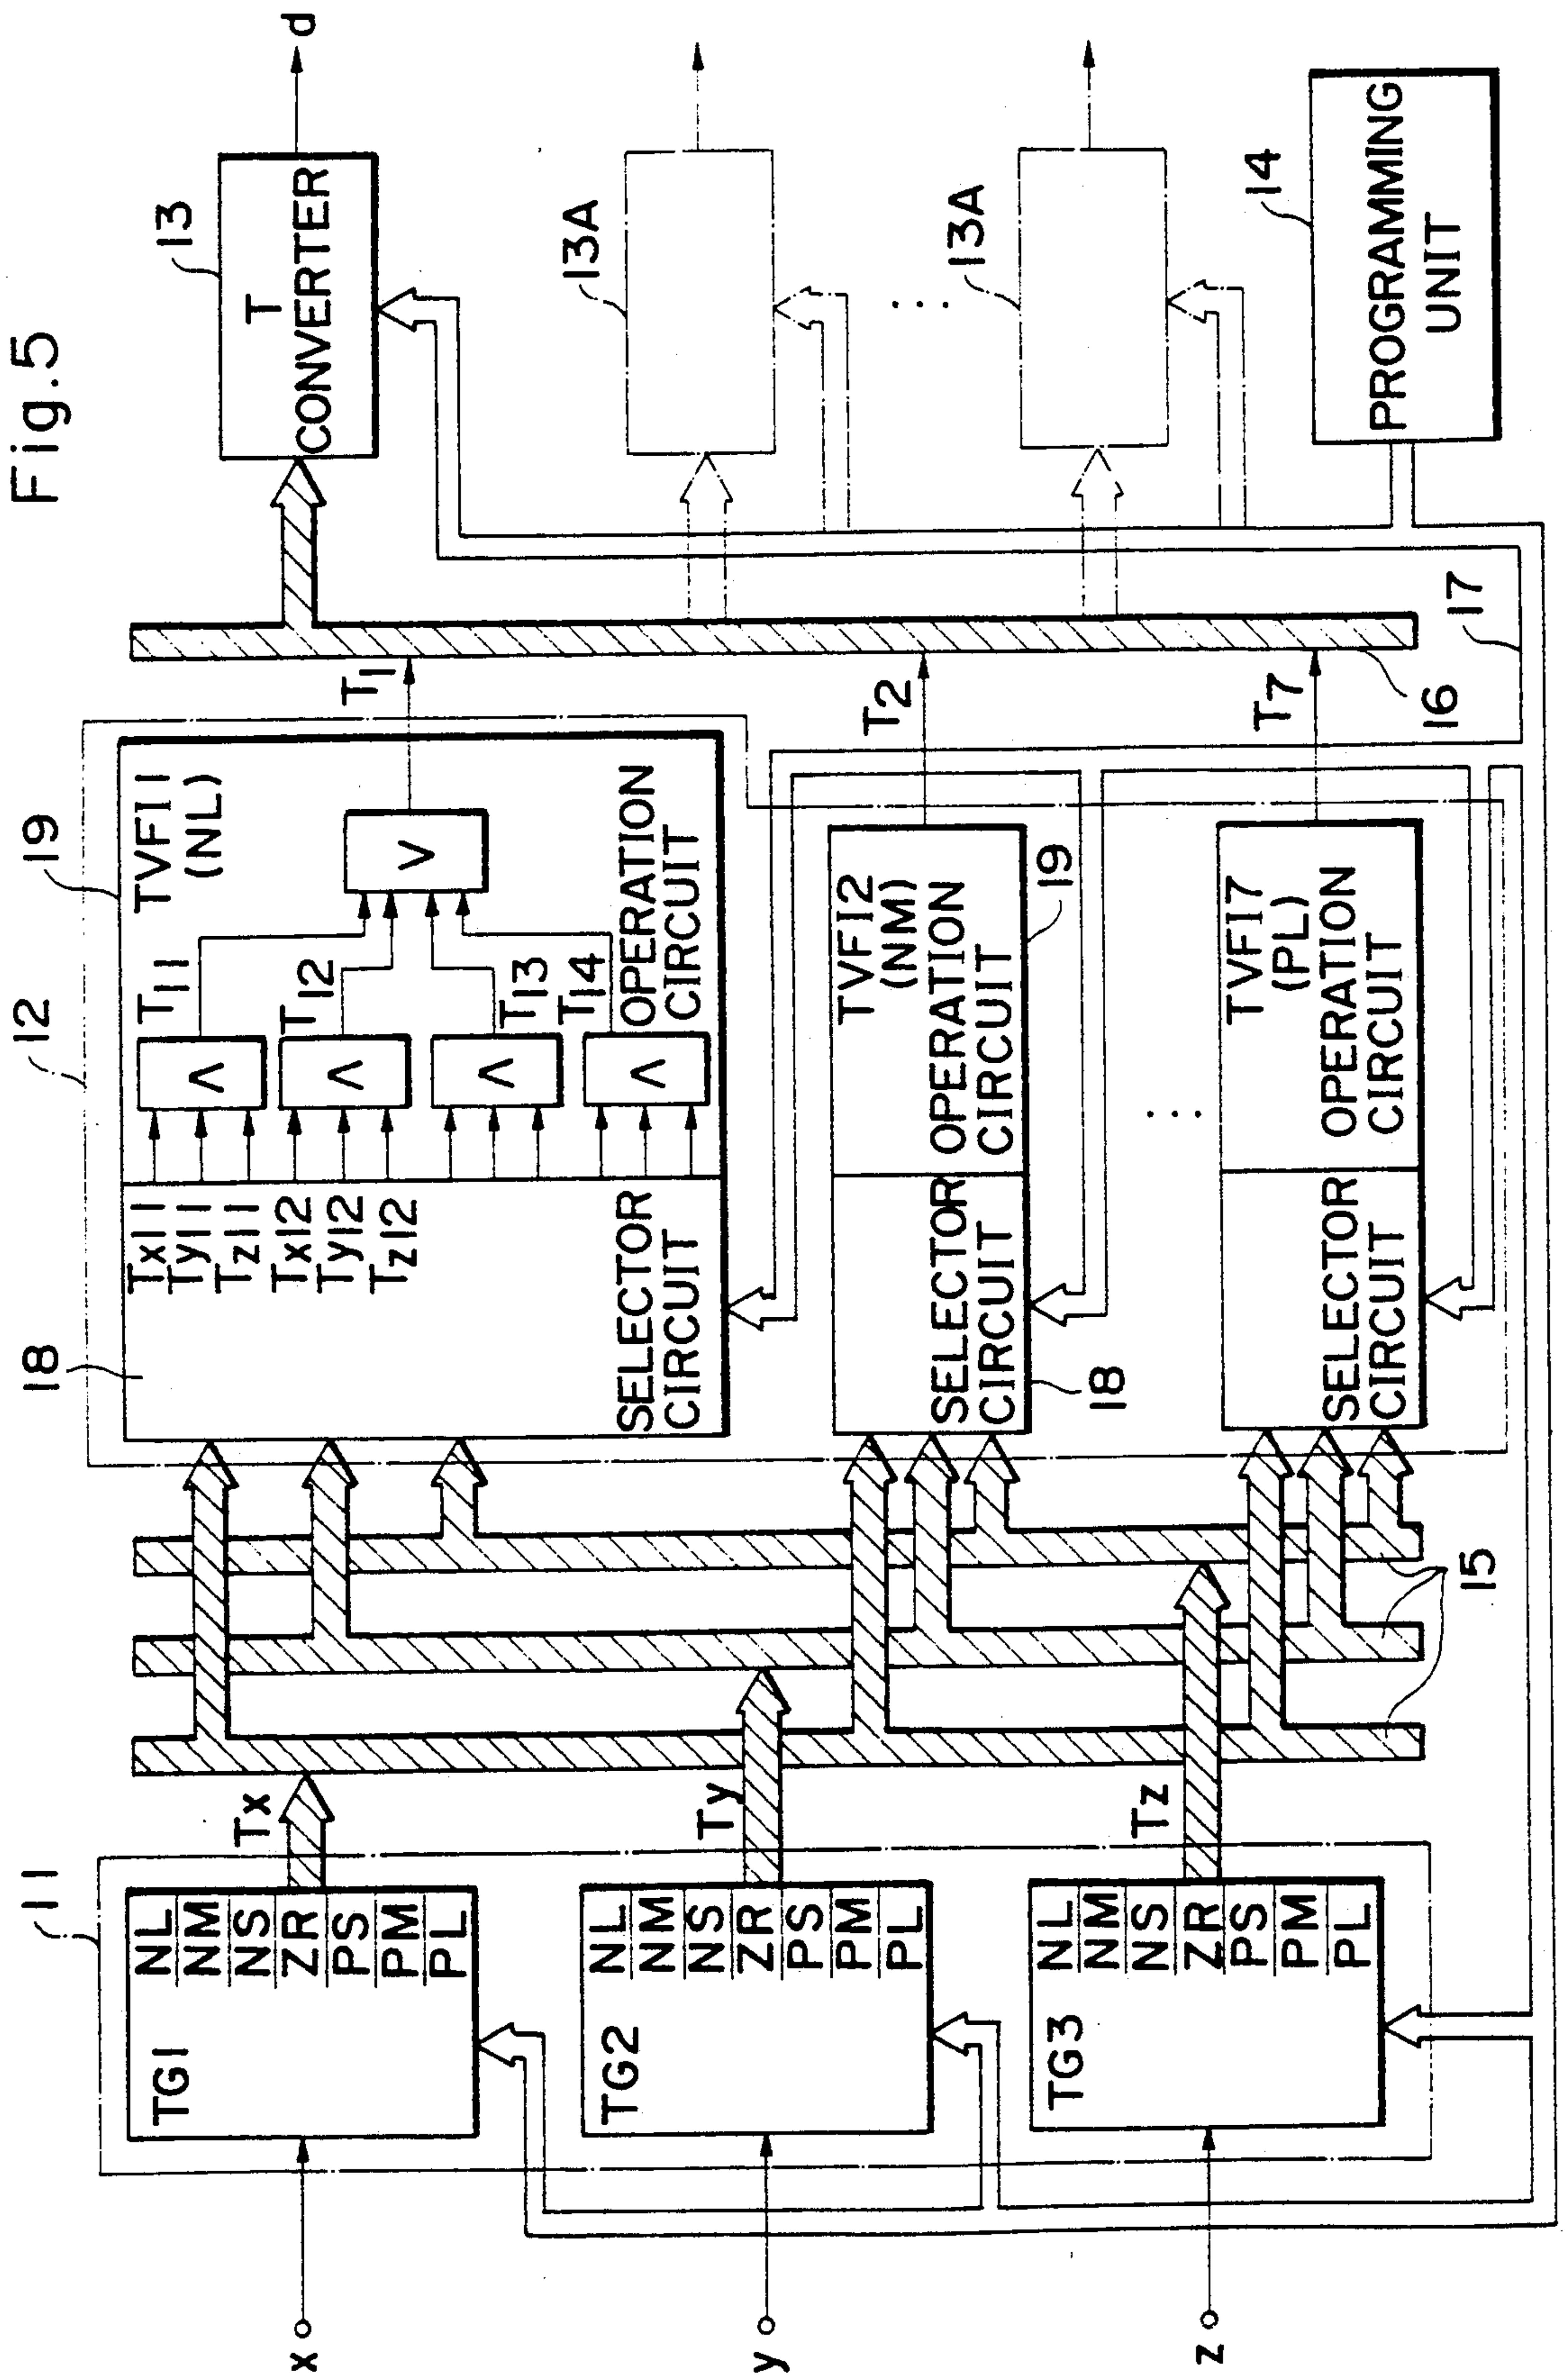 Fig.5
11
12
13
13A
13A
14
15
16
17
18
19
18
19
x
y
z
TG1
NL
NM
NS
ZR
PS
PM
PL
TG2
NL
NM
NS
ZR
PS
PM
PL
TG3
NL
NM
NS
ZR
PS
PM
PL
Tx
Ty
Tz
Tx11
Ty11
Tz11
Tx12
Ty12
Tz12
SELECTOR
CIRCUIT
T11
T12
T13
T14
Λ
Λ
Λ
Λ
V
TVFI1
(NL)
OPERATION
CIRCUIT
T1
SELECTOR
CIRCUIT
TVFI2
(NM)
OPERATION
CIRCUIT
T2
...
SELECTOR
CIRCUIT
TVFI7
(PL)
OPERATION
CIRCUIT
T7
T
CONVERTER
d
...
PROGRAMMING
UNIT